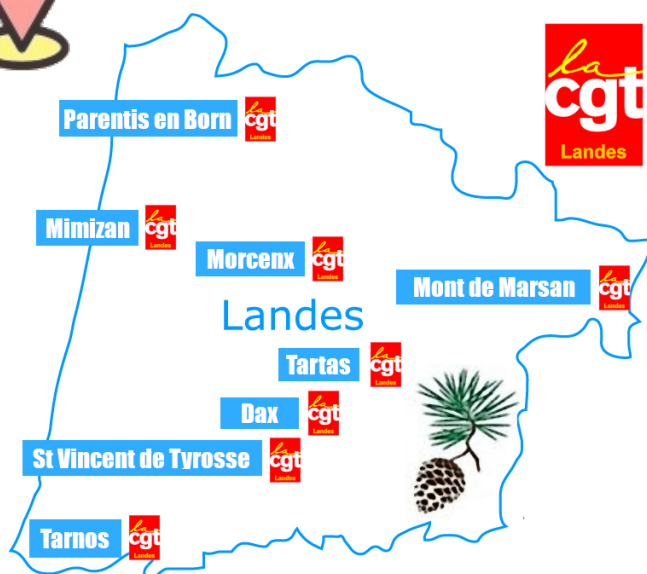 la
cgt
Landes
Parentis en Born
la
cgt
Landes
Mimizan
la
cgt
Landes
Morcenx
la
cgt
Landes
Mont de Marsan
la
cgt
Landes
Landes
Tartas
la
cgt
Landes
Dax
la
cgt
Landes
St Vincent de Tyrosse
la
cgt
Landes
Tarnos
la
cgt
Landes